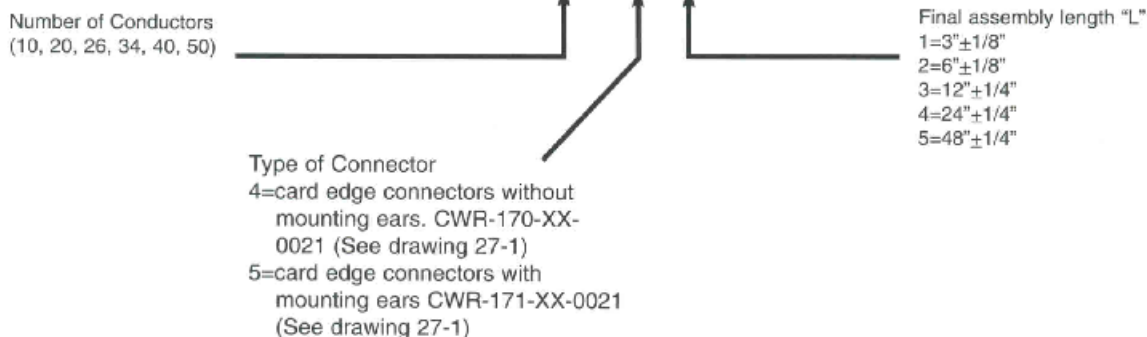 Number of Conductors
(10, 20, 26, 34, 40, 50)
Final assembly length “L”
1=3”±1/8”
2=6”±1/8”
3=12”±1/4”
4=24”±1/4”
5=48”±1/4”
Type of Connector
4=card edge connectors without
mounting ears. CWR-170-XX-
0021 (See drawing 27-1)
5=card edge connectors with
mounting ears CWR-171-XX-0021
(See drawing 27-1)